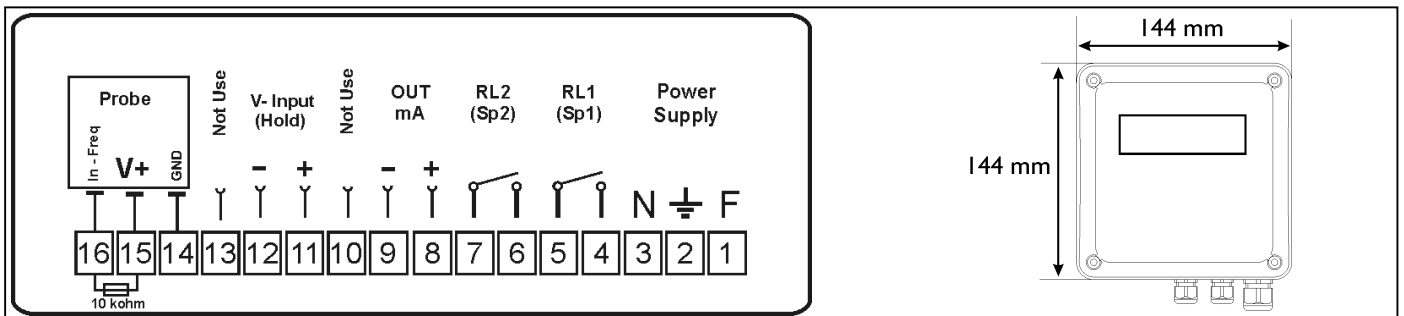 144 mm
144 mm
Probe
In - Freq
V+
GND
Not Use
V- Input
(Hold)
Not Use
OUT
mA
RL2
(Sp2)
RL1
(Sp1)
Power
Supply
- +
- +
N F
16 15 14 13 12 11 10 9 8 7 6 5 4 3 2 1
10 kohm